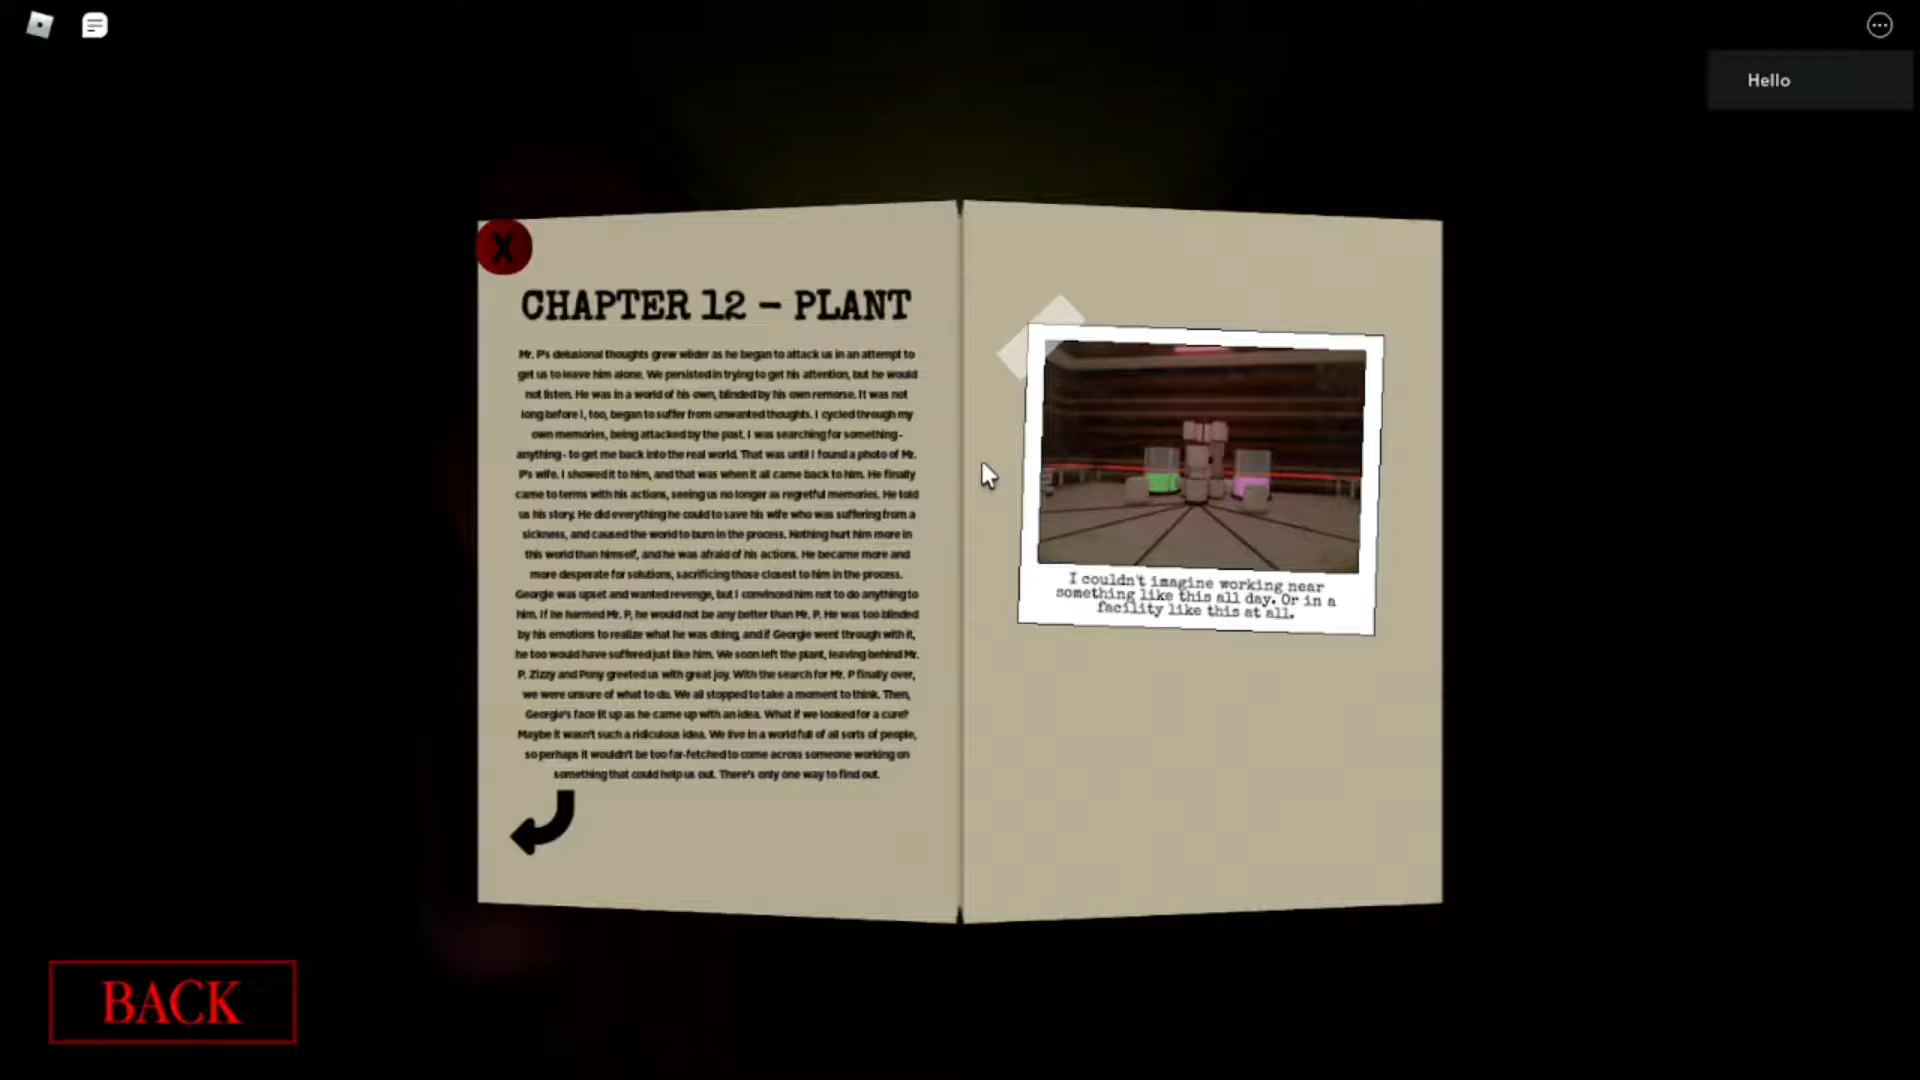 Hello
X
CHAPTER 12 - PLANT
Mr. P's delusional thoughts grew wilder as he began to attack us in an attempt to
get us to leave him alone. We persisted in trying to get his attention, but he would
not listen. He was in a world of his own, blinded by his own remorse. It was not
long before I, too, began to suffer from unwanted thoughts. I cycled through my
own memories, being attacked by the past. I was searching for something -
anything - to get me back into the real world. That was until I found a photo of Mr.
P's wife. I showed it to him, and that was when it all came back to him. He finally
came to terms with his actions, seeing us no longer as regretful memories. He told
us his story. He did everything he could to save his wife who was suffering from a
sickness, and caused the world to burn in the process. Nothing hurt him more in
this world than himself, and he was afraid of his actions. He became more and
more desperate for solutions, sacrificing those closest to him in the process.
Georgie was upset and wanted revenge, but I convinced him not to do anything to
him. If he harmed Mr. P, he would not be any better than Mr. P. He was too blinded
by his emotions to realize what he was doing, and if Georgie went through with it,
he too would have suffered just like him. We soon left the plant, leaving behind Mr.
P. Zizzy and Pony greeted us with great joy. With the search for Mr. P finally over,
we were unsure of what to do. We all stopped to take a moment to think. Then,
Georgie's face lit up as he came up with an idea. What if we looked for a cure?
Maybe it wasn't such a ridiculous idea. We live in a world full of all sorts of people,
so perhaps it wouldn't be too far-fetched to come across someone working on
something that could help us out. There's only one way to find out.
I couldn't imagine working near
something like this all day. Or in a
facility like this at all.
BACK